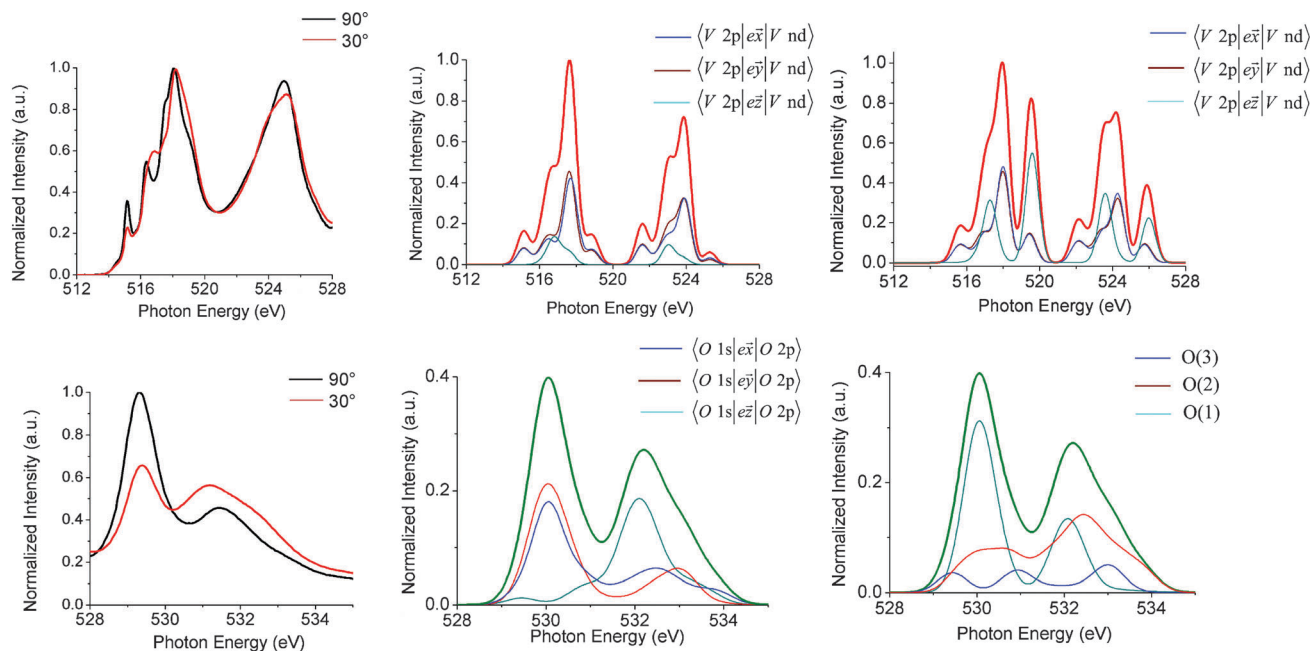 90°
30°
1.0
0.8
0.6
0.4
0.2
0.0
512 516 520 524 528
Normalized Intensity (a.u.)
Photon Energy (eV)
⟨V 2p|ex⃗|V nd⟩
⟨V 2p|ey⃗|V nd⟩
⟨V 2p|ez⃗|V nd⟩
1.0
0.8
0.6
0.4
0.2
0.0
512 516 520 524 528
Normalized Intensity (a.u.)
Photon Energy (eV)
⟨V 2p|ex⃗|V nd⟩
⟨V 2p|ey⃗|V nd⟩
⟨V 2p|ez⃗|V nd⟩
1.0
0.8
0.6
0.4
0.2
0.0
512 516 520 524 528
Normalized Intensity (a.u.)
Photon Energy (eV)
90°
30°
1.0
0.8
0.6
0.4
0.2
0.0
528 530 532 534
Normalized Intensity (a.u.)
Photon Energy (eV)
⟨O 1s|ex⃗|O 2p⟩
⟨O 1s|ey⃗|O 2p⟩
⟨O 1s|ez⃗|O 2p⟩
0.4
0.2
0.0
528 530 532 534
Normalized Intensity (a.u.)
Photon Energy (eV)
O(3)
O(2)
O(1)
0.4
0.2
0.0
528 530 532 534
Normalized Intensity (a.u.)
Photon Energy (eV)